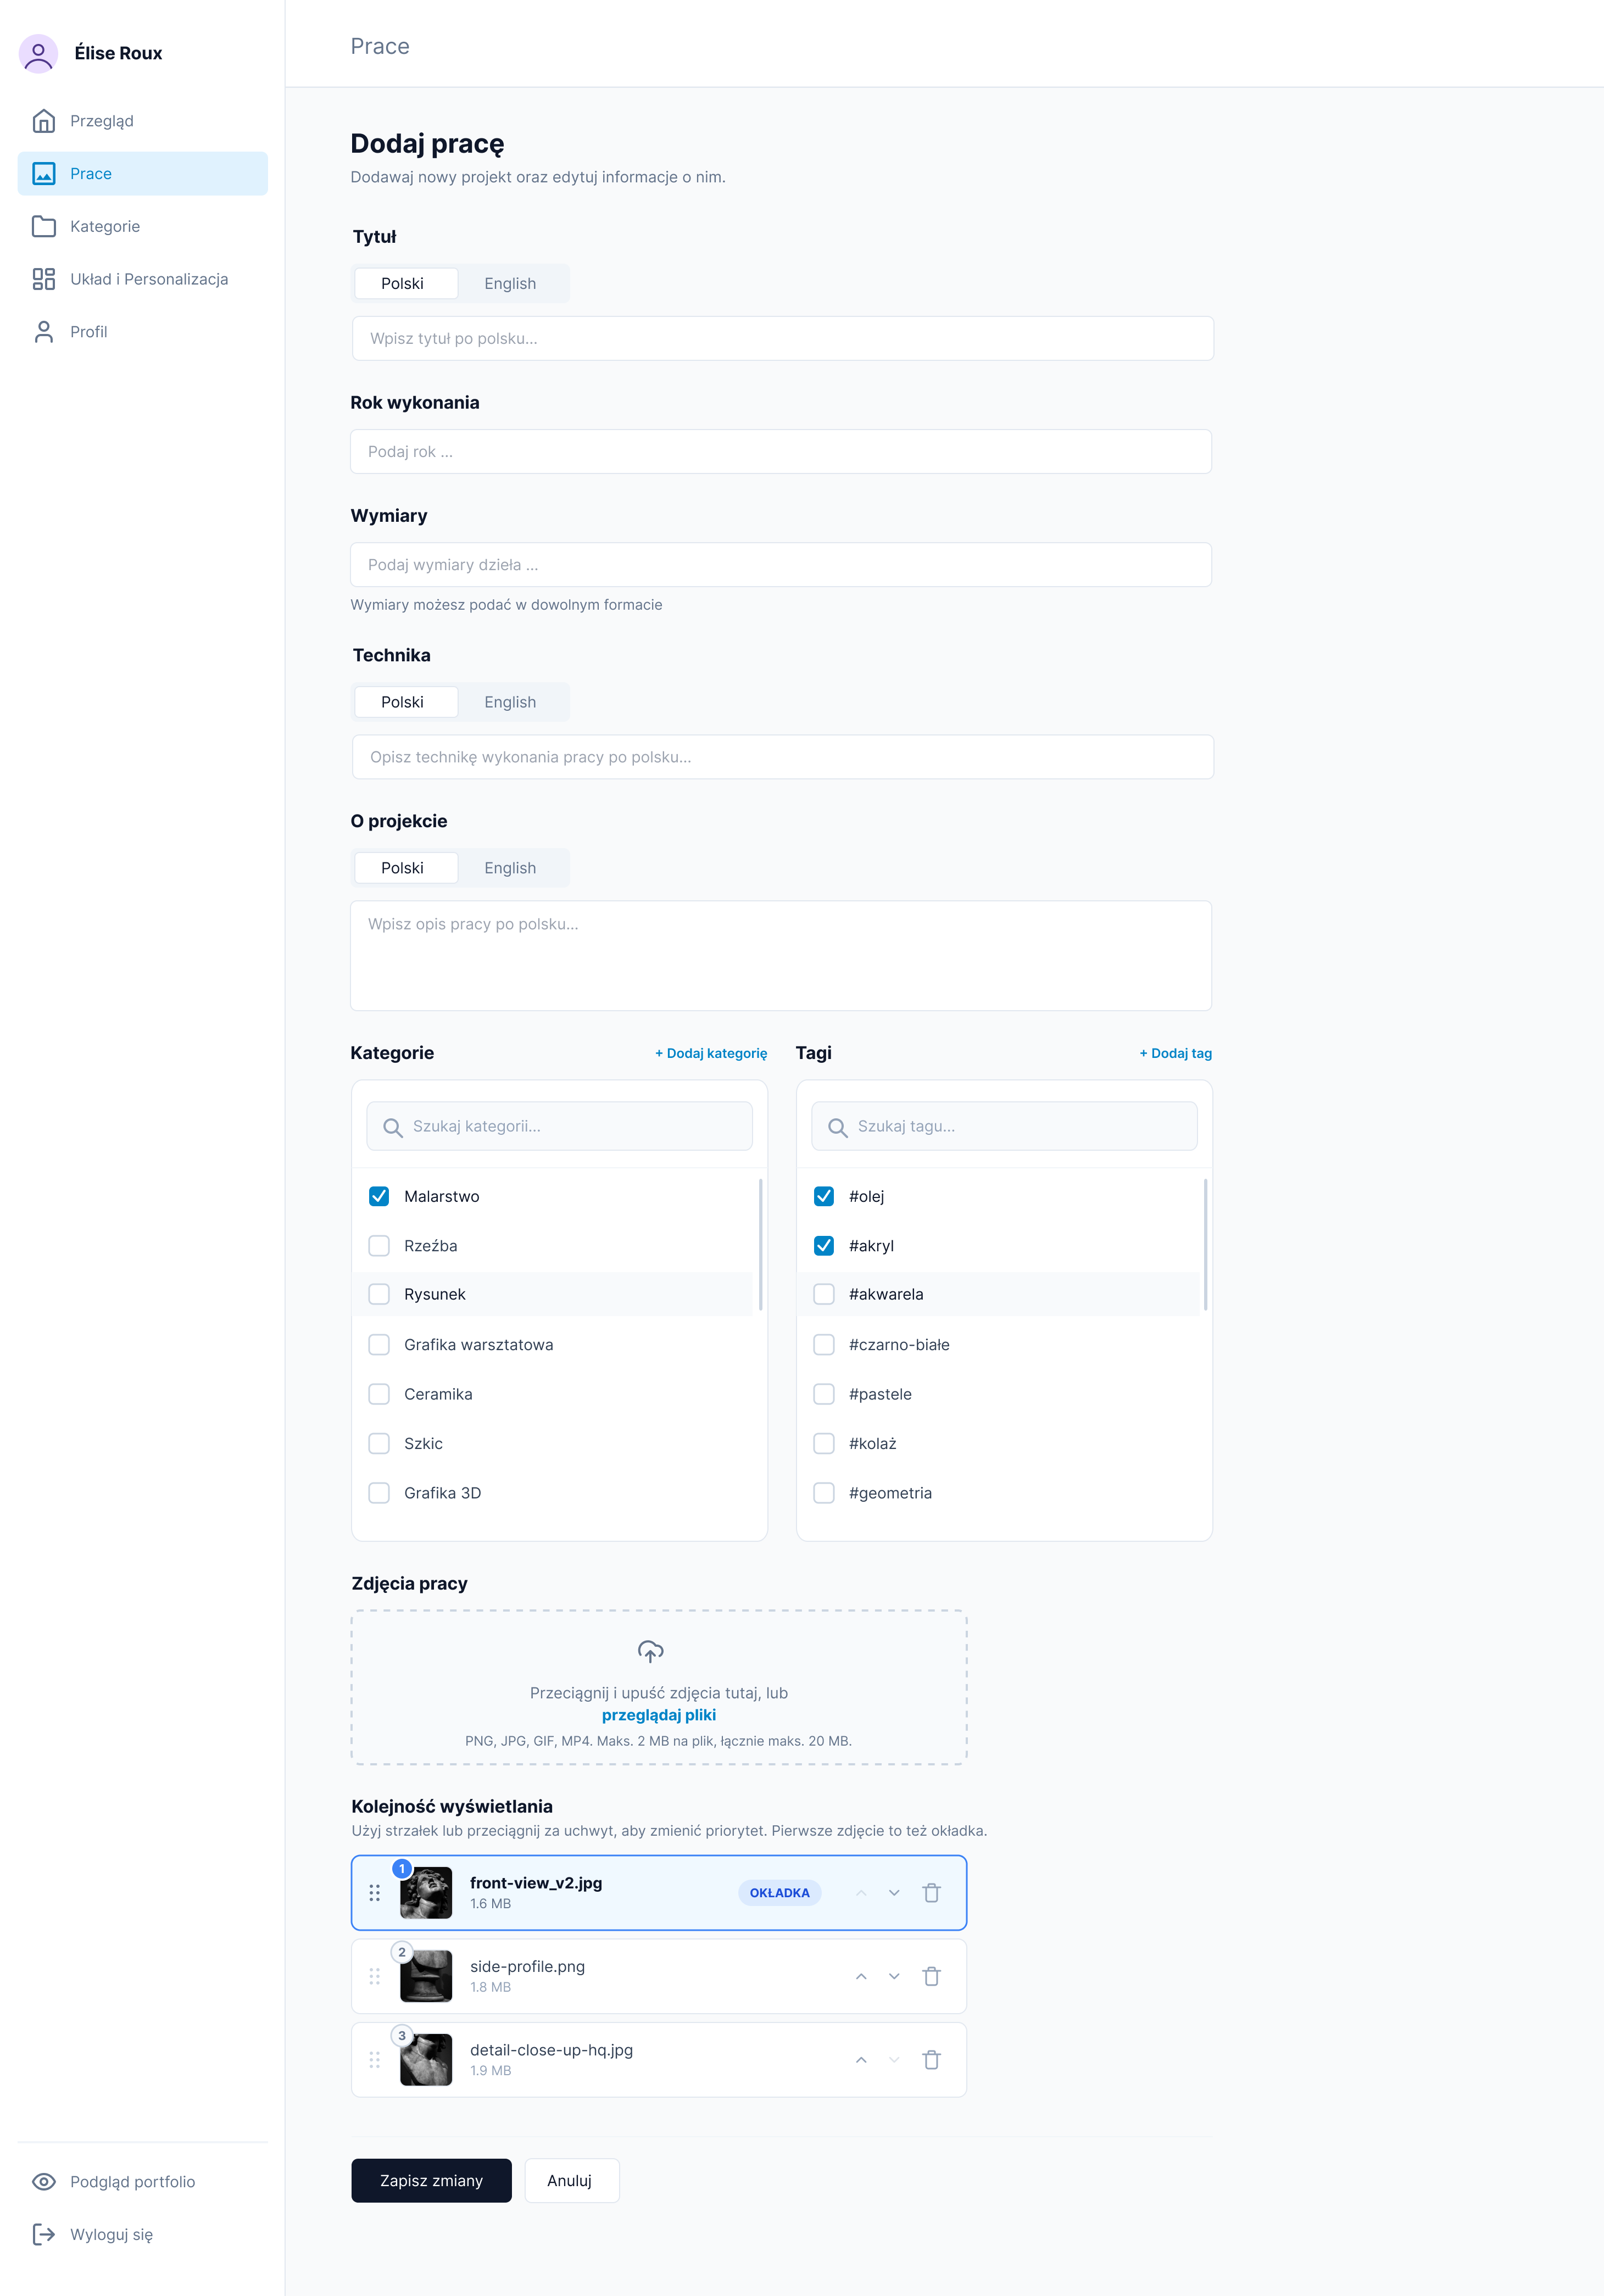 Élise Roux
Przegląd
Prace
Kategorie
Układ i Personalizacja
Profil
Podgląd portfolio
Wyloguj się
Prace
Dodaj pracę
Dodawaj nowy projekt oraz edytuj informacje o nim.
Tytuł
Polski English
Wpisz tytuł po polsku...
Rok wykonania
Podaj rok ...
Wymiary
Podaj wymiary dzieła ...
Wymiary możesz podać w dowolnym formacie
Technika
Polski English
Opisz technikę wykonania pracy po polsku...
O projekcie
Polski English
Wpisz opis pracy po polsku...
Kategorie + Dodaj kategorię
Szukaj kategorii...
Malarstwo
Rzeźba
Rysunek
Grafika warsztatowa
Ceramika
Szkic
Grafika 3D
Tagi + Dodaj tag
Szukaj tagu...
#olej
#akryl
#akwarela
#czarno-białe
#pastele
#kolaż
#geometria
Zdjęcia pracy
Przeciągnij i upuść zdjęcia tutaj, lub
przeglądaj pliki
PNG, JPG, GIF, MP4. Maks. 2 MB na plik, łącznie maks. 20 MB.
Kolejność wyświetlania
Użyj strzałek lub przeciągnij za uchwyt, aby zmienić priorytet. Pierwsze zdjęcie to też okładka.
1
front-view_v2.jpg
1.6 MB
OKŁADKA
2
side-profile.png
1.8 MB
3
detail-close-up-hq.jpg
1.9 MB
Zapisz zmiany Anuluj